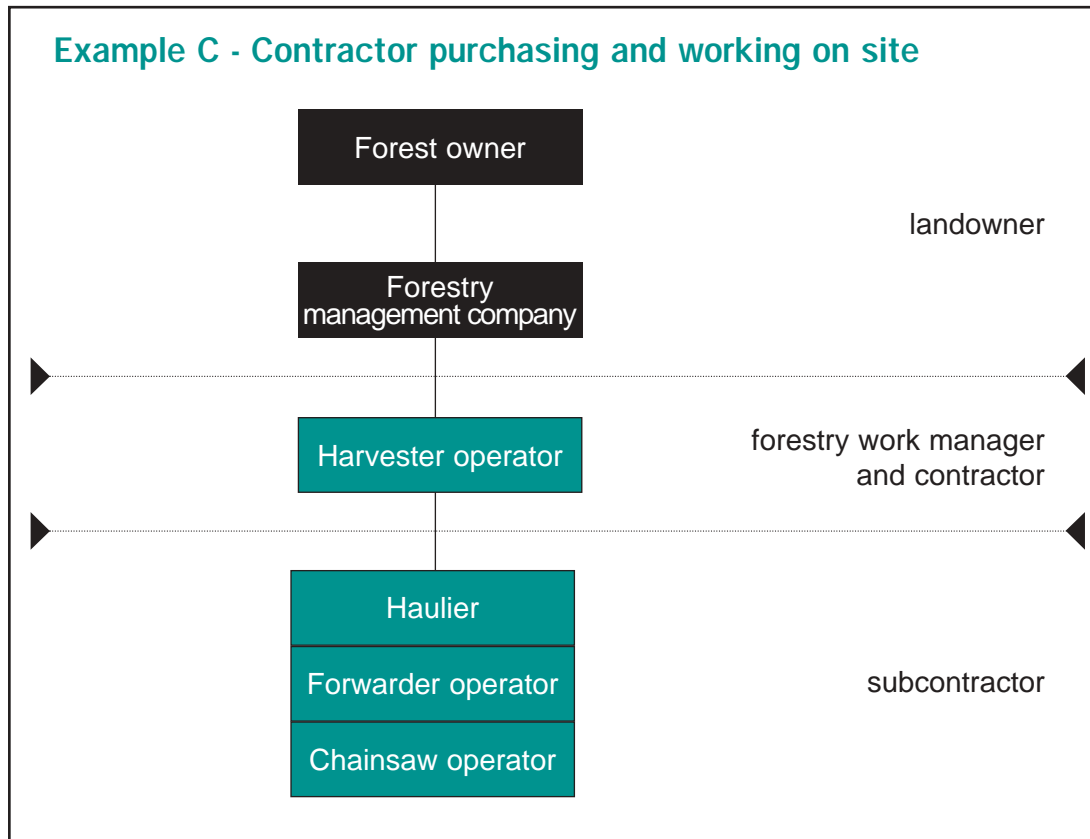 Example C - Contractor purchasing and working on site
Forest owner
landowner
Forestry
management company
Harvester operator
forestry work manager
and contractor
Haulier
Forwarder operator
subcontractor
Chainsaw operator